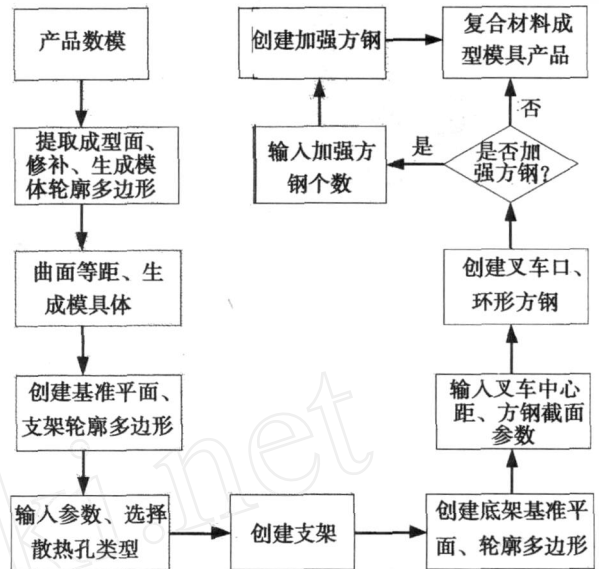 产品数模
提取成型面、
修补、生成模
体轮廓多边形
曲面等距、生
成模具体
创建基准平面、
支架轮廓多边形
输入参数、选择
散热孔类型
创建支架
创建底架基准平
面、轮廓多边形
输入叉车中心
距、方钢截面
参数
创建叉车口、
环形方钢
是否加
强方钢?
是
否
输入加强方
钢个数
创建加强方钢
复合材料成
型模具产品
ki.net